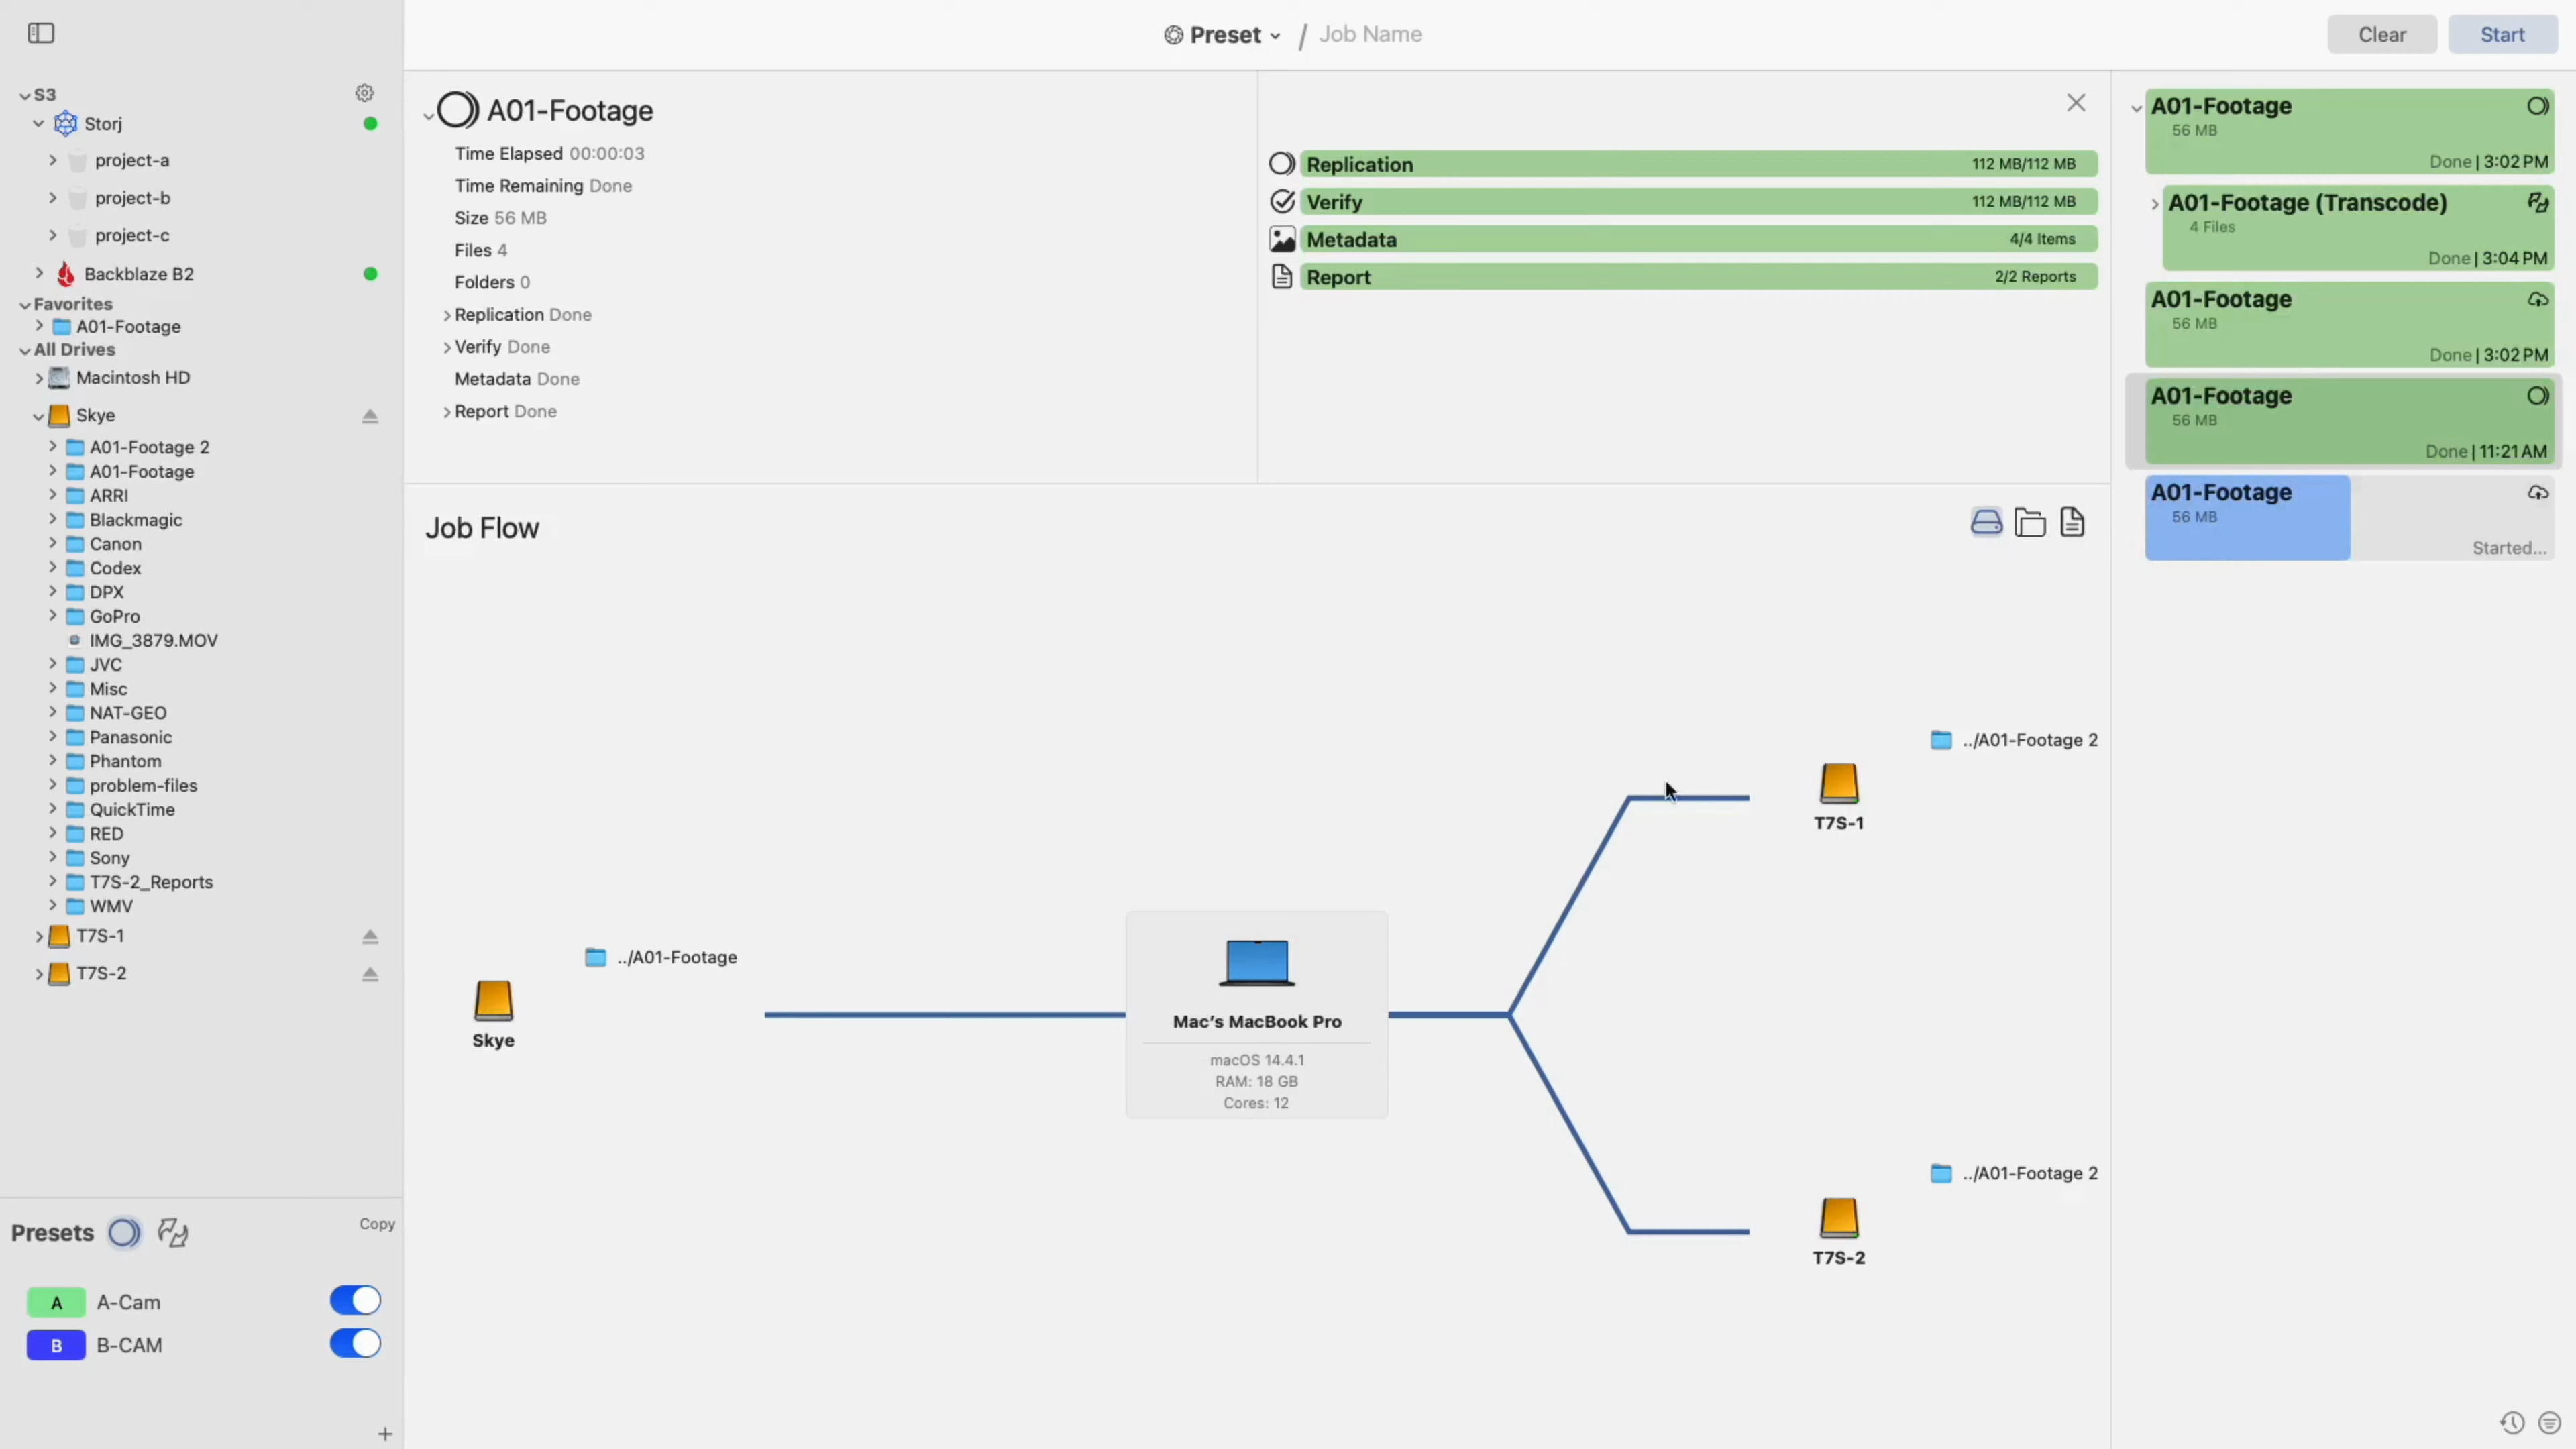 Preset / Job Name
Clear
Start
S3
Storj
project-a
project-b
project-c
Backblaze B2
Favorites
A01-Footage
All Drives
Macintosh HD
Skye
A01-Footage 2
A01-Footage
ARRI
Blackmagic
Canon
Codex
DPX
GoPro
IMG_3879.MOV
JVC
Misc
NAT-GEO
Panasonic
Phantom
problem-files
QuickTime
RED
Sony
T7S-2_Reports
WMV
T7S-1
T7S-2
Presets
Copy
A A-Cam
B B-CAM
A01-Footage
Time Elapsed 00:00:03
Time Remaining Done
Size 56 MB
Files 4
Folders 0
Replication Done
Verify Done
Metadata Done
Report Done
Replication 112 MB/112 MB
Verify 112 MB/112 MB
Metadata 4/4 Items
Report 2/2 Reports
Job Flow
../A01-Footage
Skye
Mac's MacBook Pro
macOS 14.4.1
RAM: 18 GB
Cores: 12
../A01-Footage 2
T7S-1
../A01-Footage 2
T7S-2
A01-Footage
56 MB
Done | 3:02 PM
A01-Footage (Transcode)
4 Files
Done | 3:04 PM
A01-Footage
56 MB
Done | 3:02 PM
A01-Footage
56 MB
Done | 11:21 AM
A01-Footage
56 MB
Started...